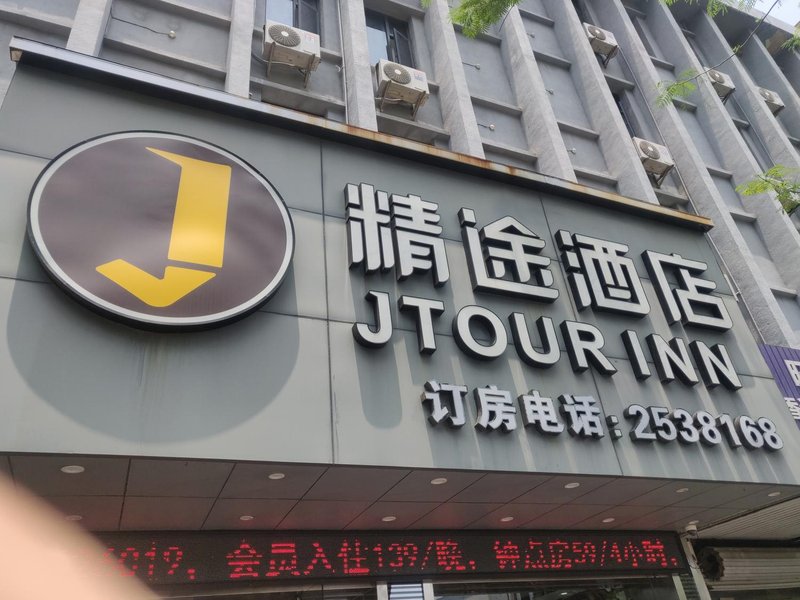 精途酒店
JTOUR INN
订房电话:2538168
会员入住139/晚，钟点房59/4小时，